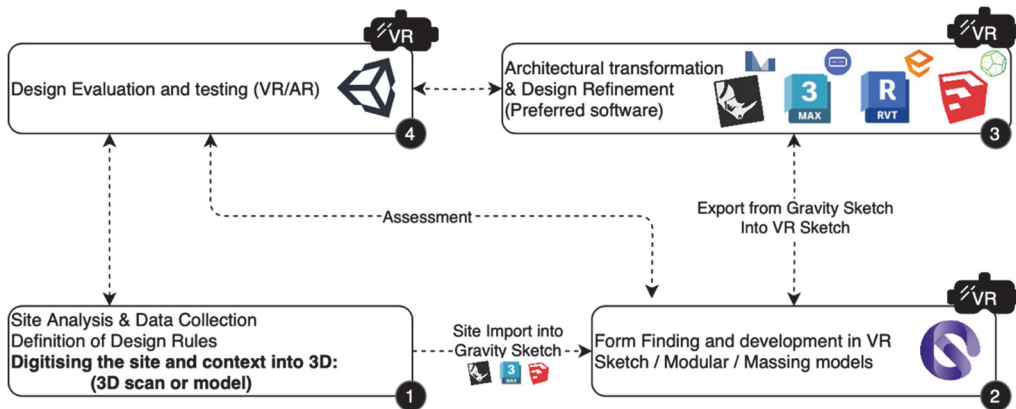 VR
Design Evaluation and testing (VR/AR)
4
VR
Architectural transformation
& Design Refinement
(Preferred software)
3
MAX
R
RVT
3
Assessment
Export from Gravity Sketch
Into VR Sketch
Site Analysis & Data Collection
Definition of Design Rules
Digitising the site and context into 3D:
(3D scan or model)
1
Site Import into
Gravity Sketch
3
MAX
VR
Form Finding and development in VR
Sketch / Modular / Massing models
2